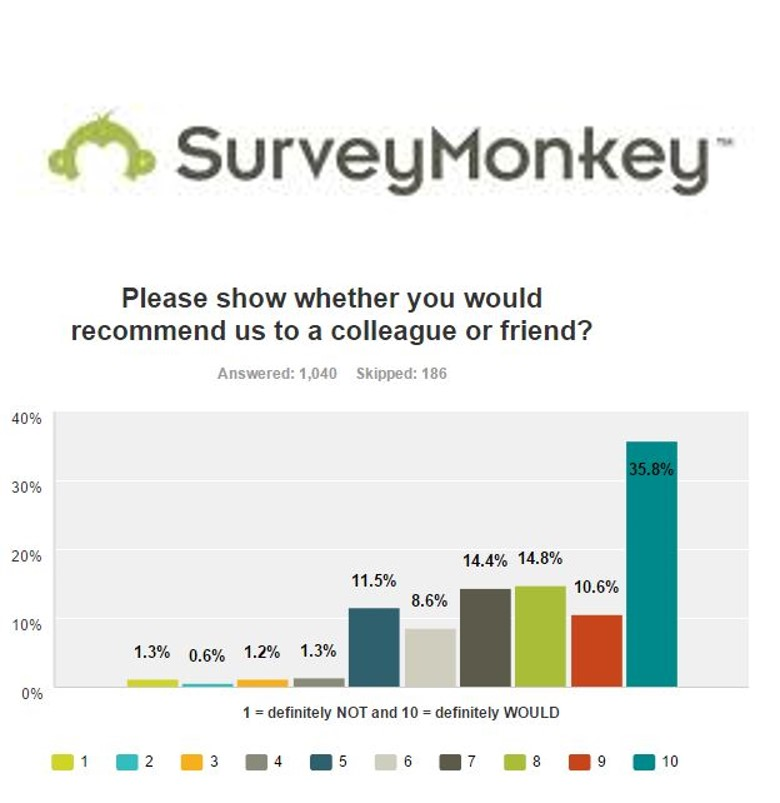 SurveyMonkey™
Please show whether you would
recommend us to a colleague or friend?
Answered: 1,040 Skipped: 186
40%
30%
20%
10%
0%
1.3%
0.6%
1.2%
1.3%
11.5%
8.6%
14.4%
14.8%
10.6%
35.8%
1 = definitely NOT and 10 = definitely WOULD
1 2 3 4 5 6 7 8 9 10